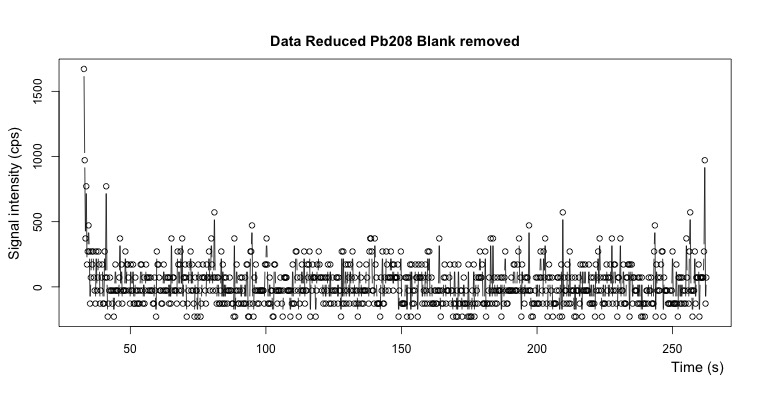 Data Reduced Pb208 Blank removed
Signal intensity (cps)
1500
1000
500
0
50 100 150 200 250
Time (s)